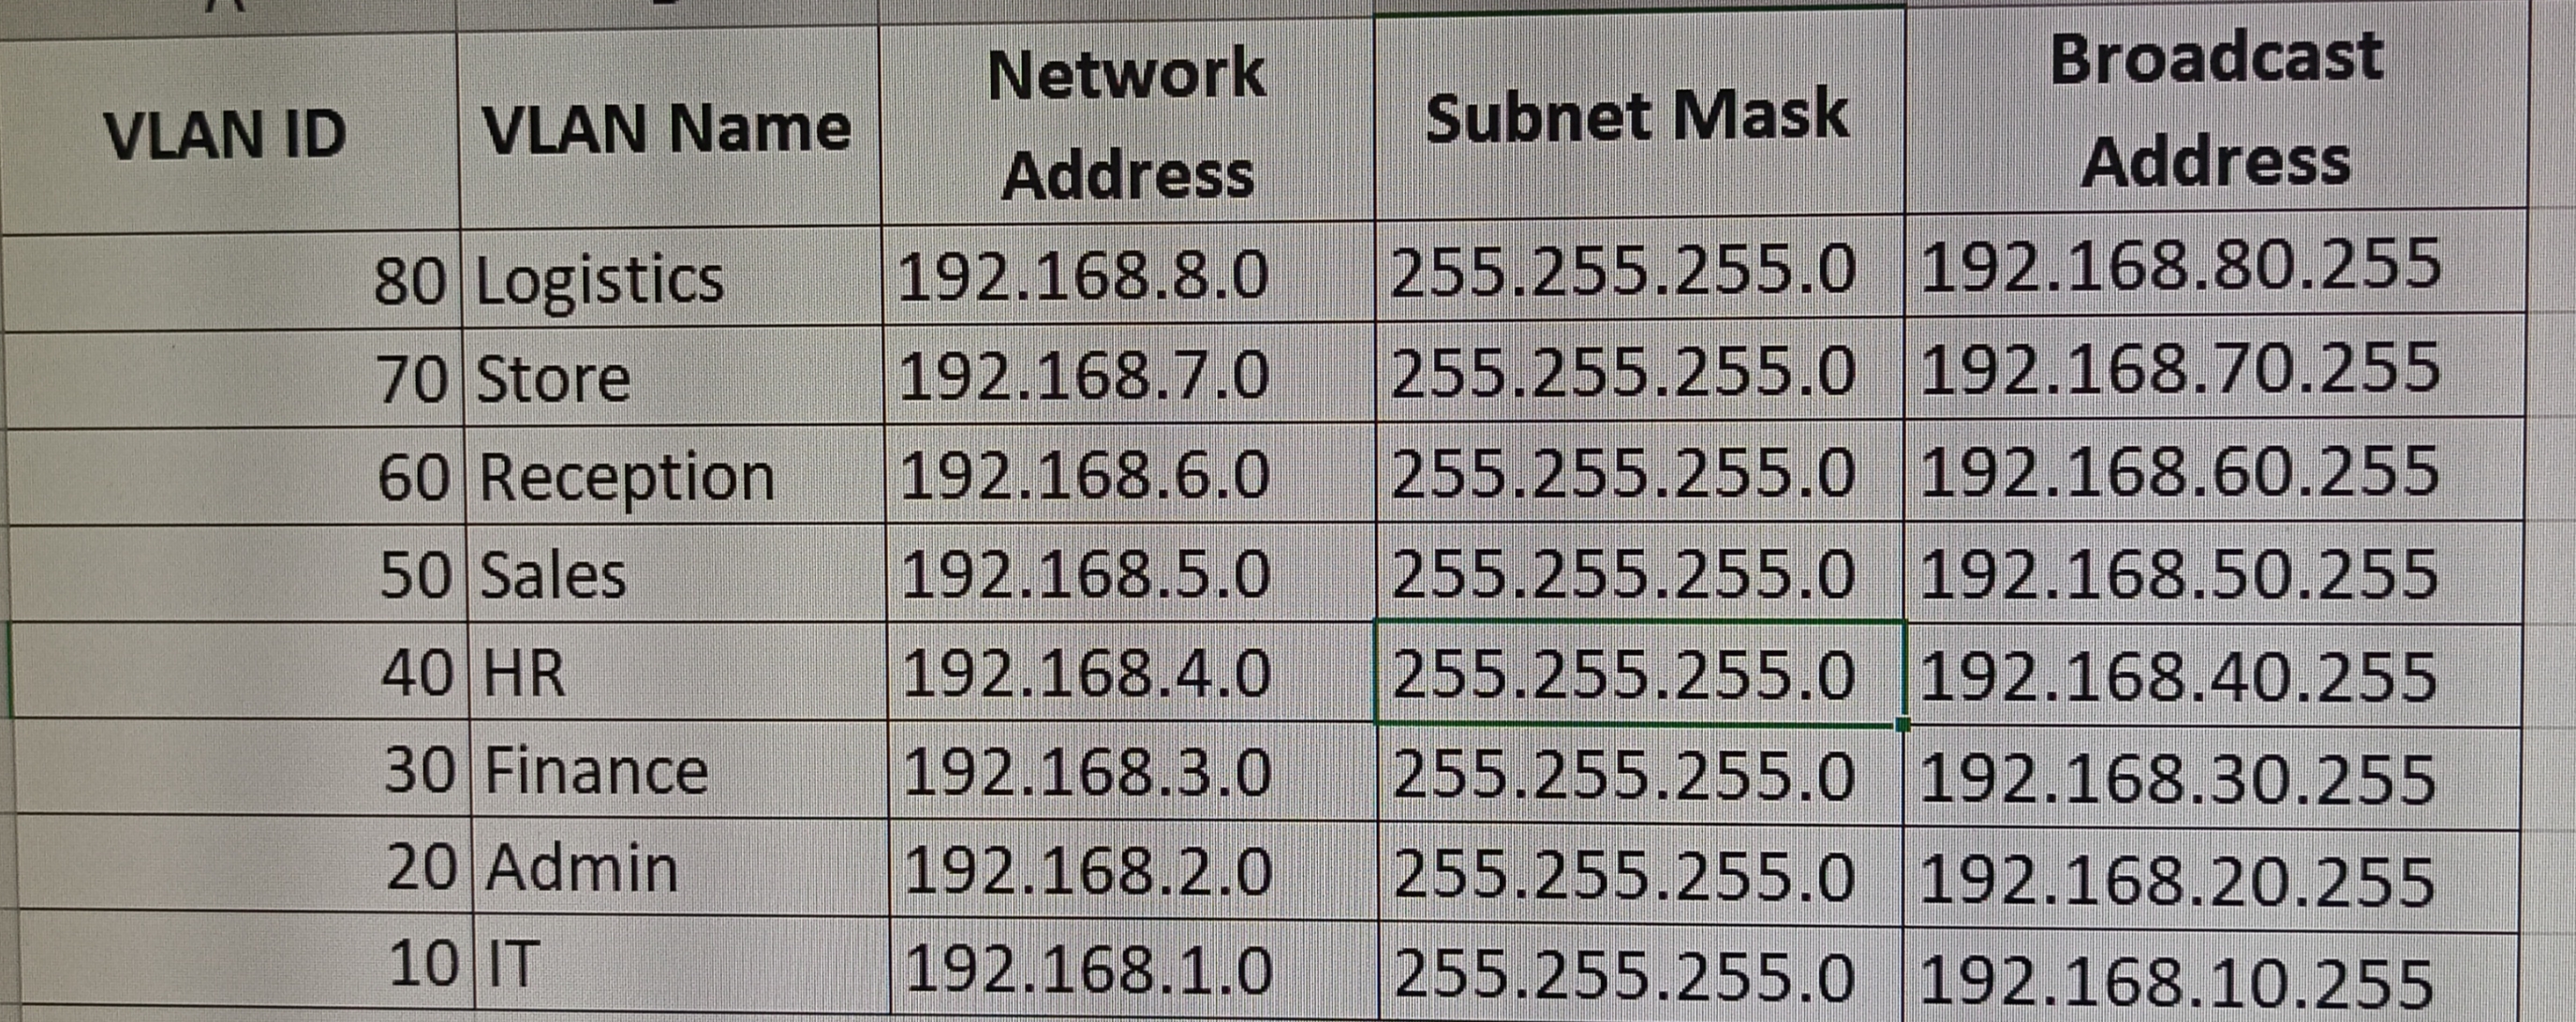 VLAN ID VLAN Name Network Address Subnet Mask Broadcast Address
80 Logistics 192.168.8.0 255.255.255.0 192.168.80.255
70 Store 192.168.7.0 255.255.255.0 192.168.70.255
60 Reception 192.168.6.0 255.255.255.0 192.168.60.255
50 Sales 192.168.5.0 255.255.255.0 192.168.50.255
40 HR 192.168.4.0 255.255.255.0 192.168.40.255
30 Finance 192.168.3.0 255.255.255.0 192.168.30.255
20 Admin 192.168.2.0 255.255.255.0 192.168.20.255
10 IT 192.168.1.0 255.255.255.0 192.168.10.255